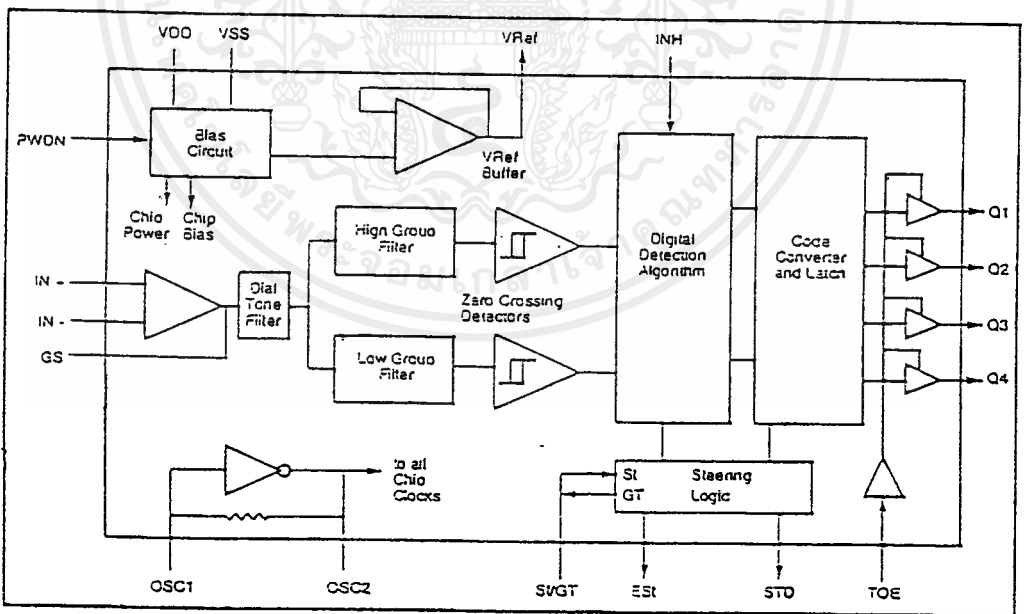 VDD VSS VRef INH
PWDN
Bias
Circuit
VRef
Buffer
Chip
Power
Chip
Bias
High Group
Filter
Digital
Detection
Algorithm
Code
Converter
and Latch
Q1
Q2
Q3
Q4
IN -
IN -
GS
Dial
Tone
Filter
Zero Crossing
Detectors
Low Group
Filter
to all
Chip
Clocks
St Steering
GT Logic
OSC1 OSC2 St/GT ESt STD TOE